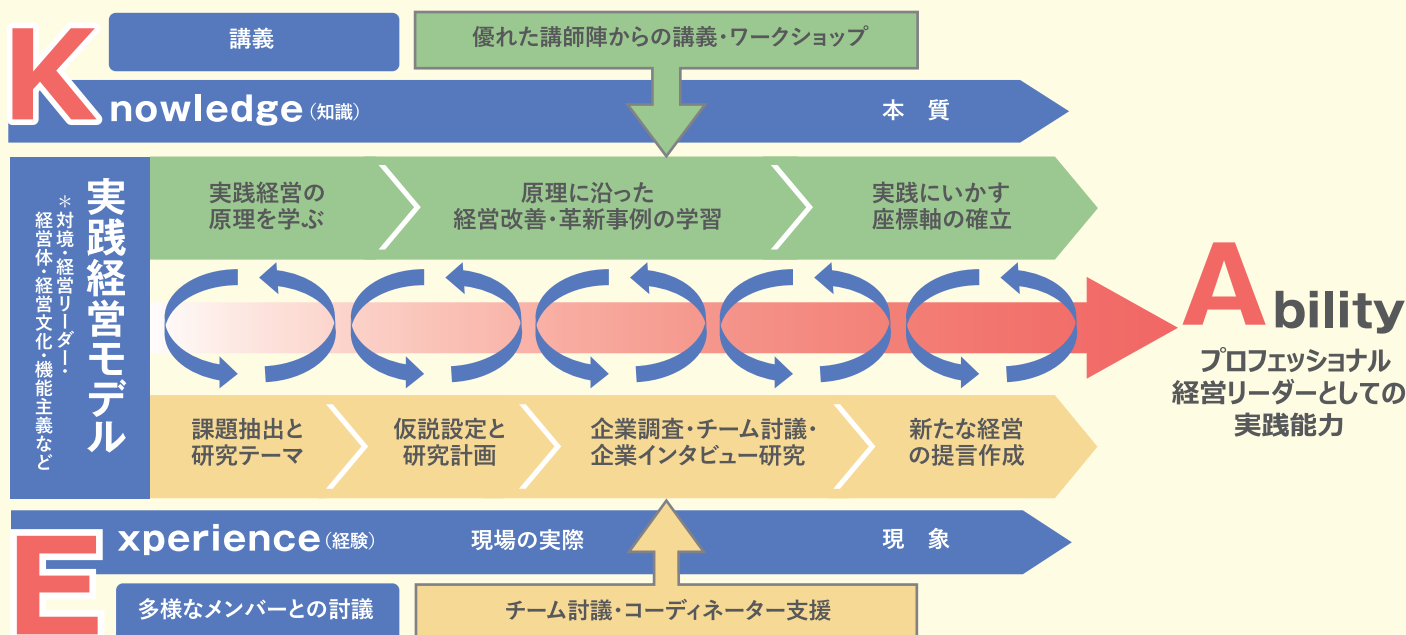 講義
優れた講師陣からの講義・ワークショップ
Knowledge（知識）
本 質
実践経営モデル
＊対境・経営リーダー・
経営体・経営文化・機能主義など
実践経営の
原理を学ぶ
原理に沿った
経営改善・革新事例の学習
実践にいかす
座標軸の確立
Ability
プロフェッショナル
経営リーダーとしての
実践能力
課題抽出と
研究テーマ
仮説設定と
研究計画
企業調査・チーム討議・
企業インタビュー研究
新たな経営
の提言作成
Experience（経験）
現場の実際
現 象
多様なメンバーとの討議
チーム討議・コーディネーター支援